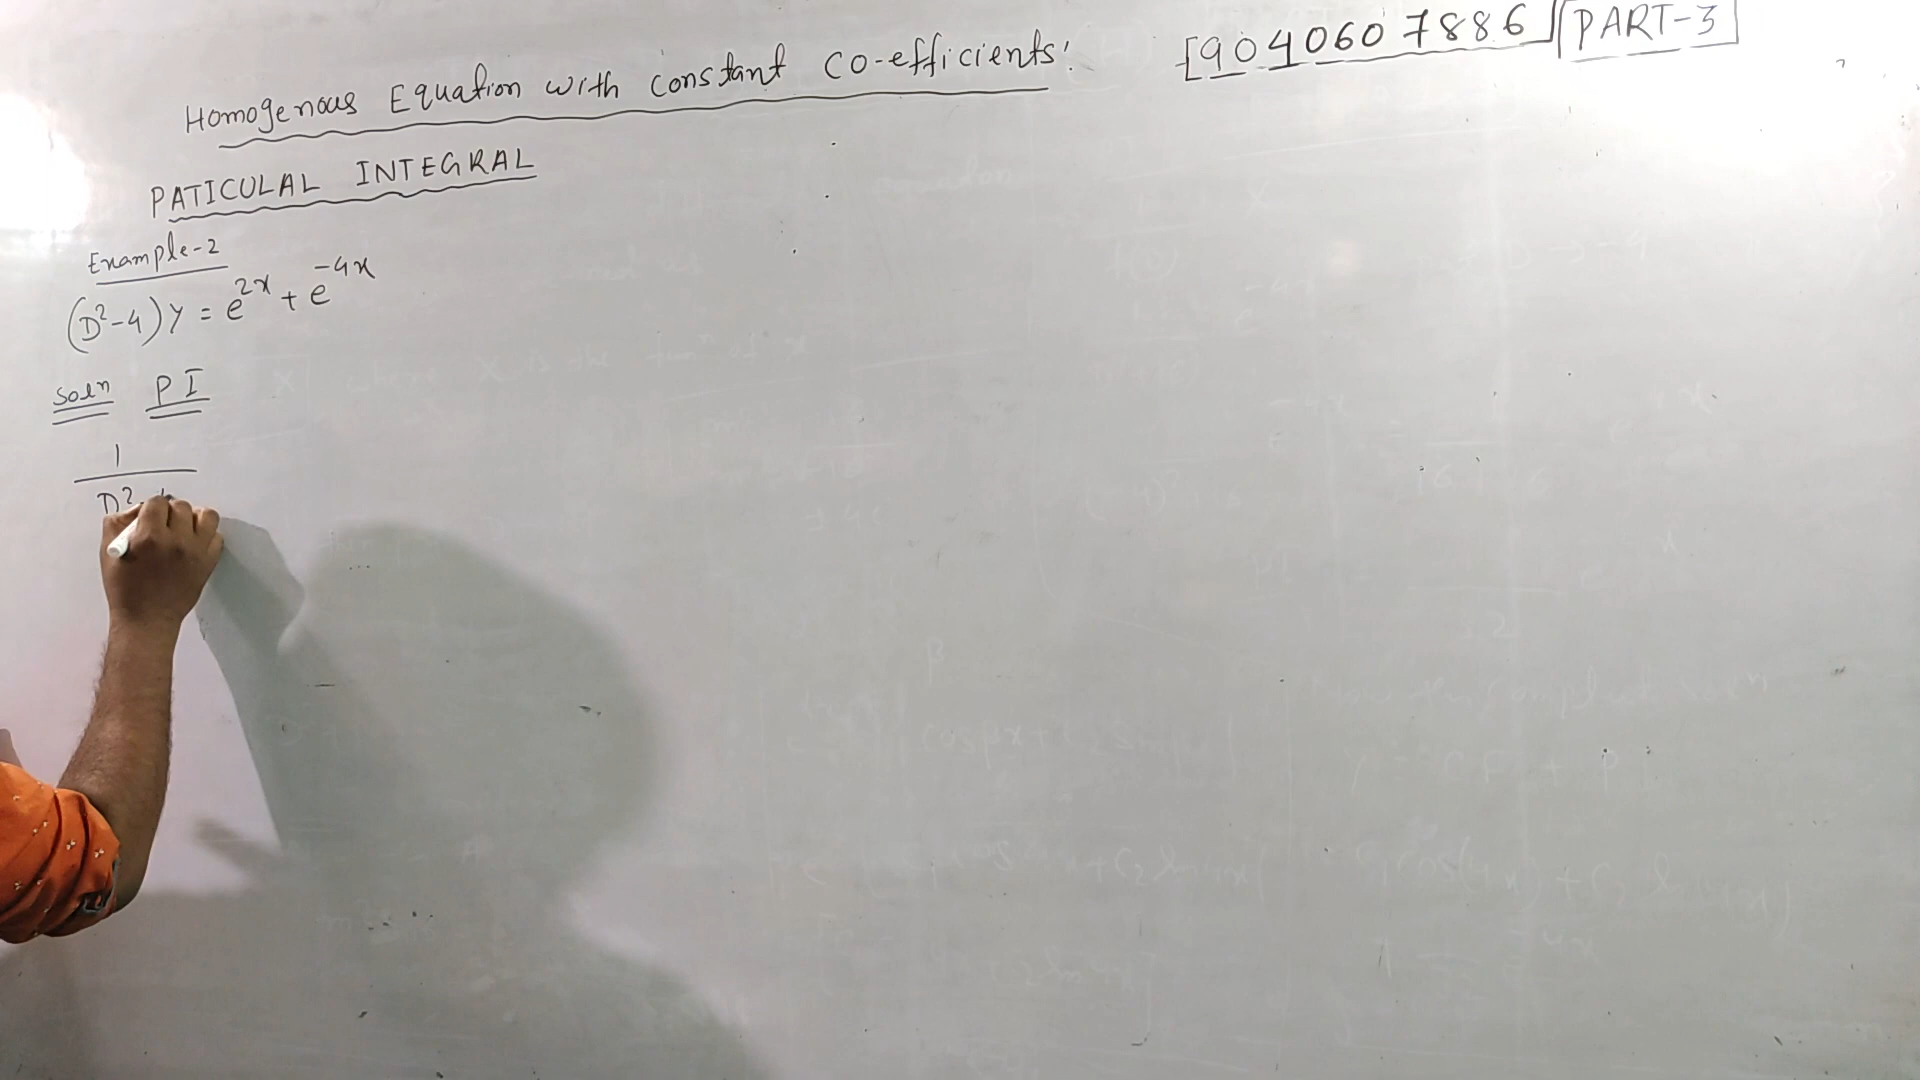 Homogenous Equation with constant co-efficients:
[9040607886] [PART-3]
PATICULAL INTEGRAL
Example-2
(D²-4)y = e^{2x} + e^{-4x}
Soln PI
1
D²-